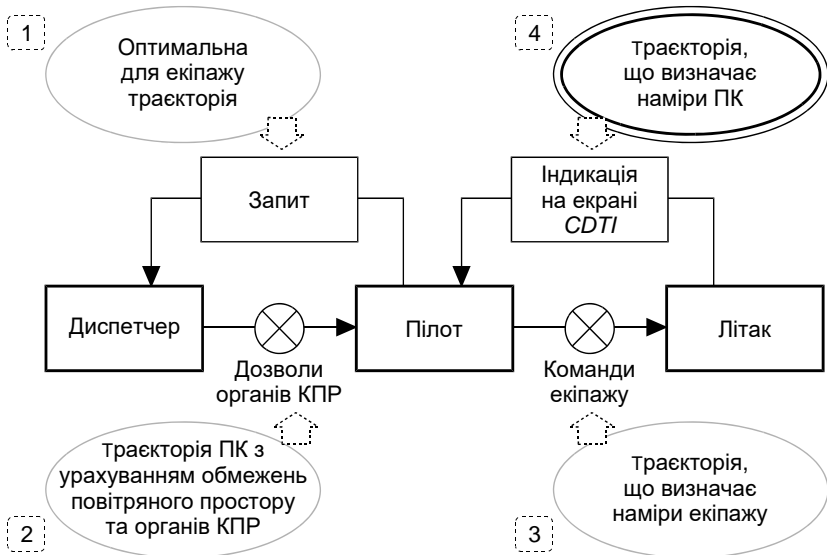 1
Оптимальна
для екіпажу
траєкторія
4
Траєкторія,
що визначає
наміри ПК
Запит
Індикація
на екрані
CDTI
Диспетчер
Пілот
Літак
Дозволи
органів КПР
Команди
екіпажу
Траєкторія ПК з
урахуванням обмежень
повітряного простору
та органів КПР
2
Траєкторія,
що визначає
наміри екіпажу
3